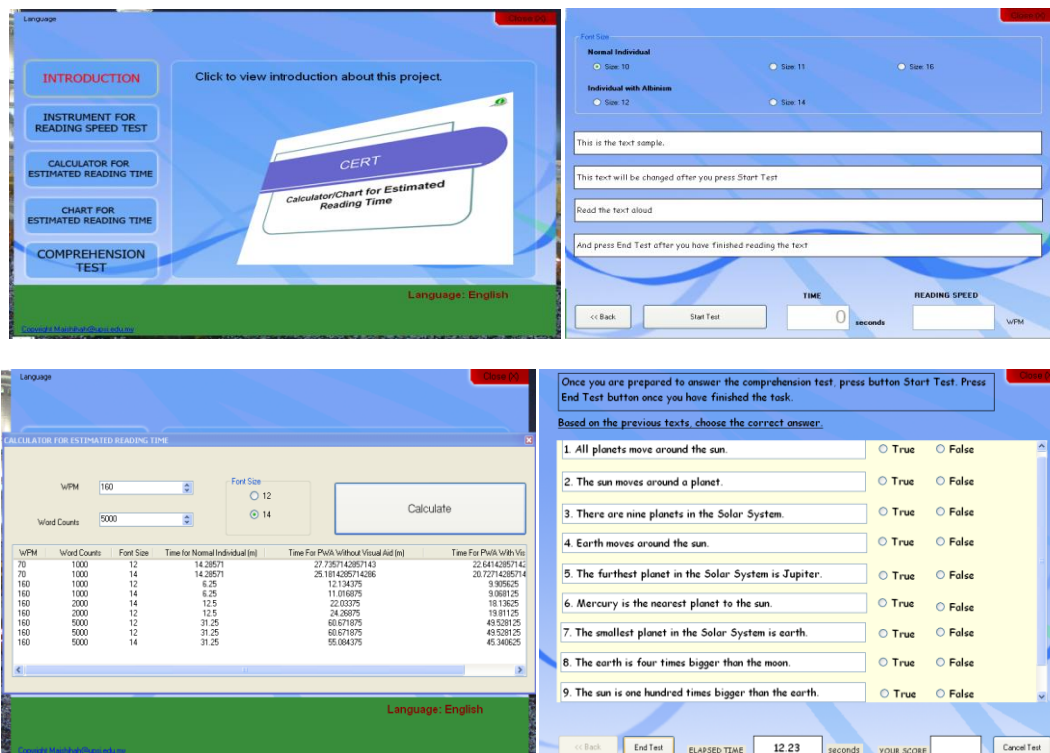 Language
Close (X)
INTRODUCTION
Click to view introduction about this project.
INSTRUMENT FOR
READING SPEED TEST
CALCULATOR FOR
ESTIMATED READING TIME
CHART FOR
ESTIMATED READING TIME
COMPREHENSION
TEST
CERT
Calculator/Chart for Estimated
Reading Time
Language: English
Close (X)
Font Size
Normal Individual
Size: 10 Size: 11 Size: 16
Individual with Albinism
Size: 12 Size: 14
This is the text sample.
This text will be changed after you press Start Test
Read the text aloud
And press End Test after you have finished reading the text
TIME READING SPEED
<< Back Start Test 0 seconds WPM
Language
Close (X)
CALCULATOR FOR ESTIMATED READING TIME
WPM 160
Word Counts 5000
Font Size
12
14
Calculate
WPM Word Counts Font Size Time for Normal Individual (m) Time For PWA Without Visual Aid (m) Time For PWA With Vis
70 1000 12 14.28571 27.7357142857143 22.6414285714
70 1000 14 14.28571 25.1814285714286 20.7271428571
160 1000 12 6.25 12.134375 9.905625
160 1000 14 6.25 11.016875 9.068125
160 2000 14 12.5 22.03375 18.13625
160 2000 12 12.5 24.26875 19.81125
160 5000 12 31.25 60.671875 49.528125
160 5000 12 31.25 60.671875 49.528125
160 5000 14 31.25 55.084375 45.340625
Language: English
Once you are prepared to answer the comprehension test, press button Start Test. Press
End Test button once you have finished the task.
Based on the previous texts, choose the correct answer.
1. All planets move around the sun. True False
2. The sun moves around a planet. True False
3. There are nine planets in the Solar System. True False
4. Earth moves around the sun. True False
5. The furthest planet in the Solar System is Jupiter. True False
6. Mercury is the nearest planet to the sun. True False
7. The smallest planet in the Solar System is earth. True False
8. The earth is four times bigger than the moon. True False
9. The sun is one hundred times bigger than the earth. True False
<< Back End Test ELAPSED TIME 12.23 seconds YOUR SCORE Cancel Test